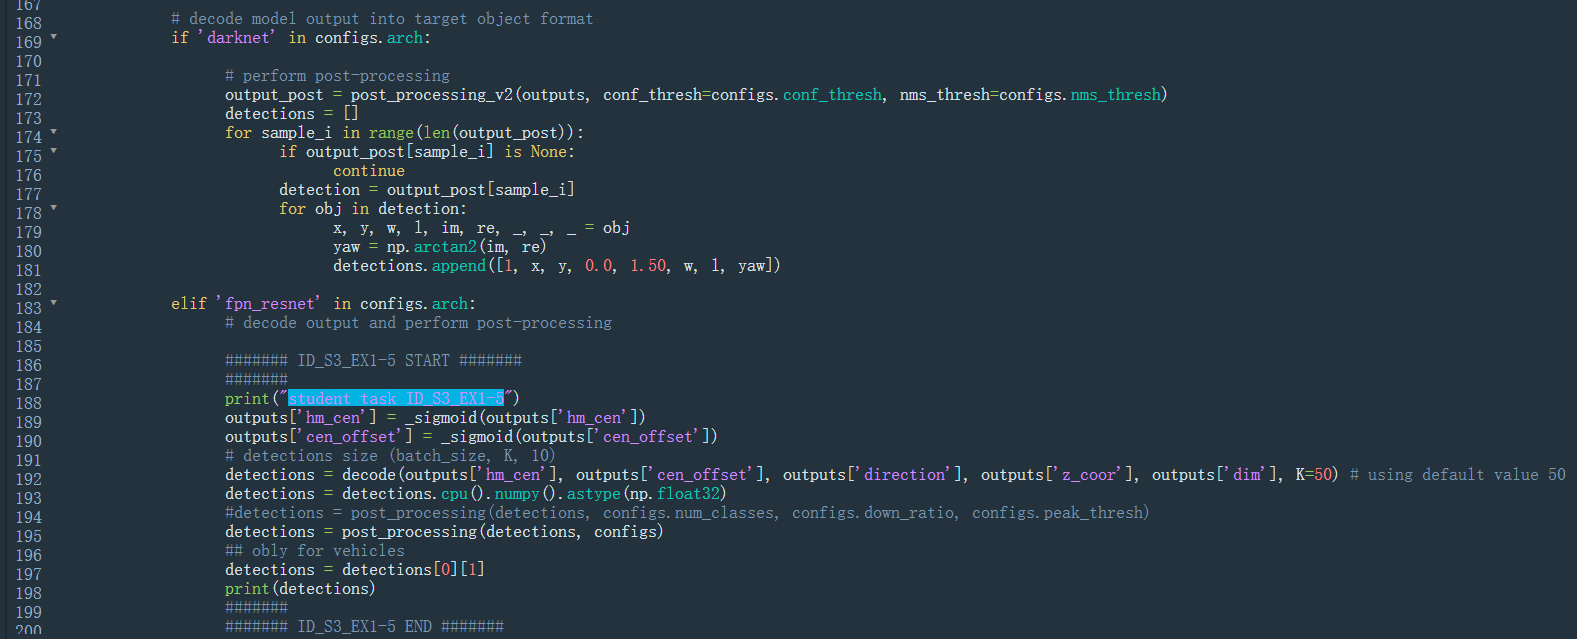 167
168 # decode model output into target object format
169 if 'darknet' in configs.arch:
170
171 # perform post-processing
172 output_post = post_processing_v2(outputs, conf_thresh=configs.conf_thresh, nms_thresh=configs.nms_thresh)
173 detections = []
174 for sample_i in range(len(output_post)):
175 if output_post[sample_i] is None:
176 continue
177 detection = output_post[sample_i]
178 for obj in detection:
179 x, y, w, l, im, re, _, _, _ = obj
180 yaw = np.arctan2(im, re)
181 detections.append([1, x, y, 0.0, 1.50, w, l, yaw])
182
183 elif 'fpn_resnet' in configs.arch:
184 # decode output and perform post-processing
185
186 ####### ID_S3_EX1-5 START #######
187 #######
188 print("student task ID_S3_EX1-5")
189 outputs['hm_cen'] = _sigmoid(outputs['hm_cen'])
190 outputs['cen_offset'] = _sigmoid(outputs['cen_offset'])
191 # detections size (batch_size, K, 10)
192 detections = decode(outputs['hm_cen'], outputs['cen_offset'], outputs['direction'], outputs['z_coor'], outputs['dim'], K=50) # using default value 50
193 detections = detections.cpu().numpy().astype(np.float32)
194 #detections = post_processing(detections, configs.num_classes, configs.down_ratio, configs.peak_thresh)
195 detections = post_processing(detections, configs)
196 ## obly for vehicles
197 detections = detections[0][1]
198 print(detections)
199 #######
200 ####### ID_S3_EX1-5 END #######